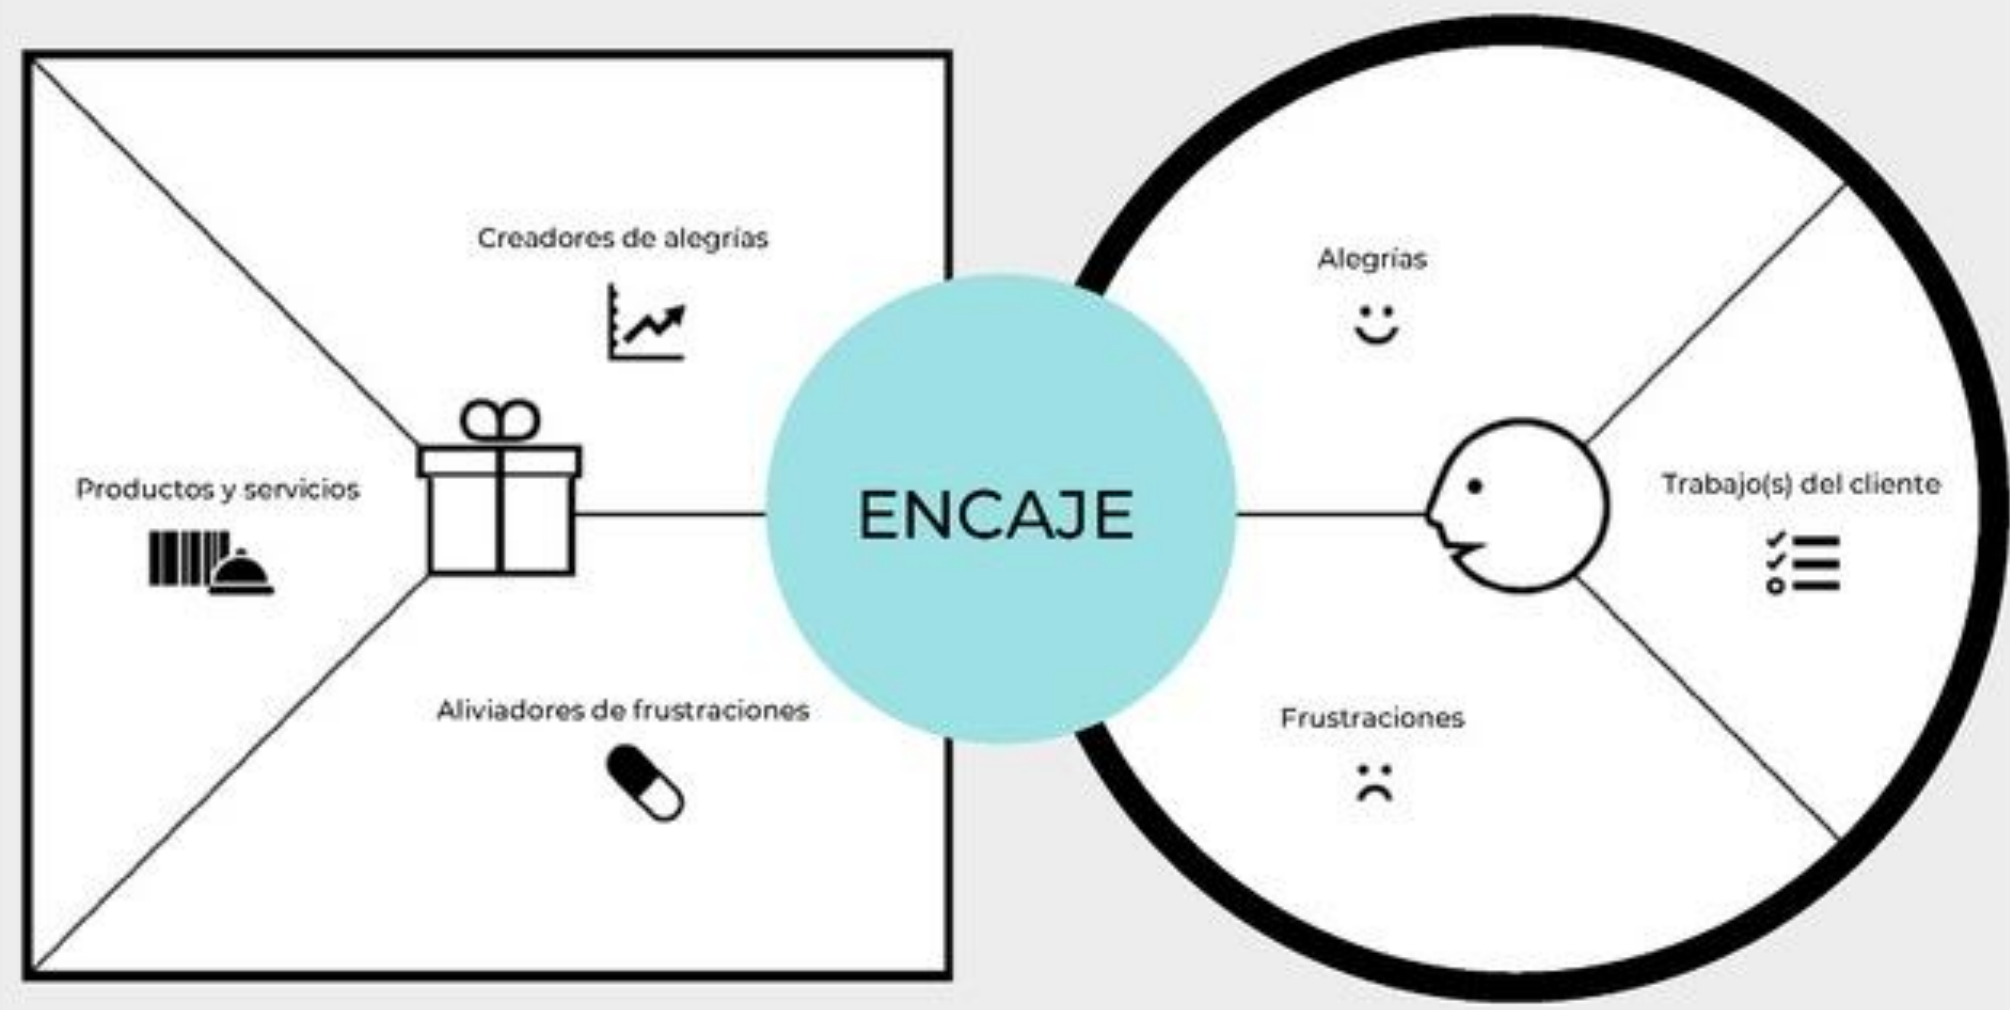 Creadores de alegrías
Productos y servicios
Aliviadores de frustraciones
ENCAJE
Alegrías
Trabajo(s) del cliente
Frustraciones